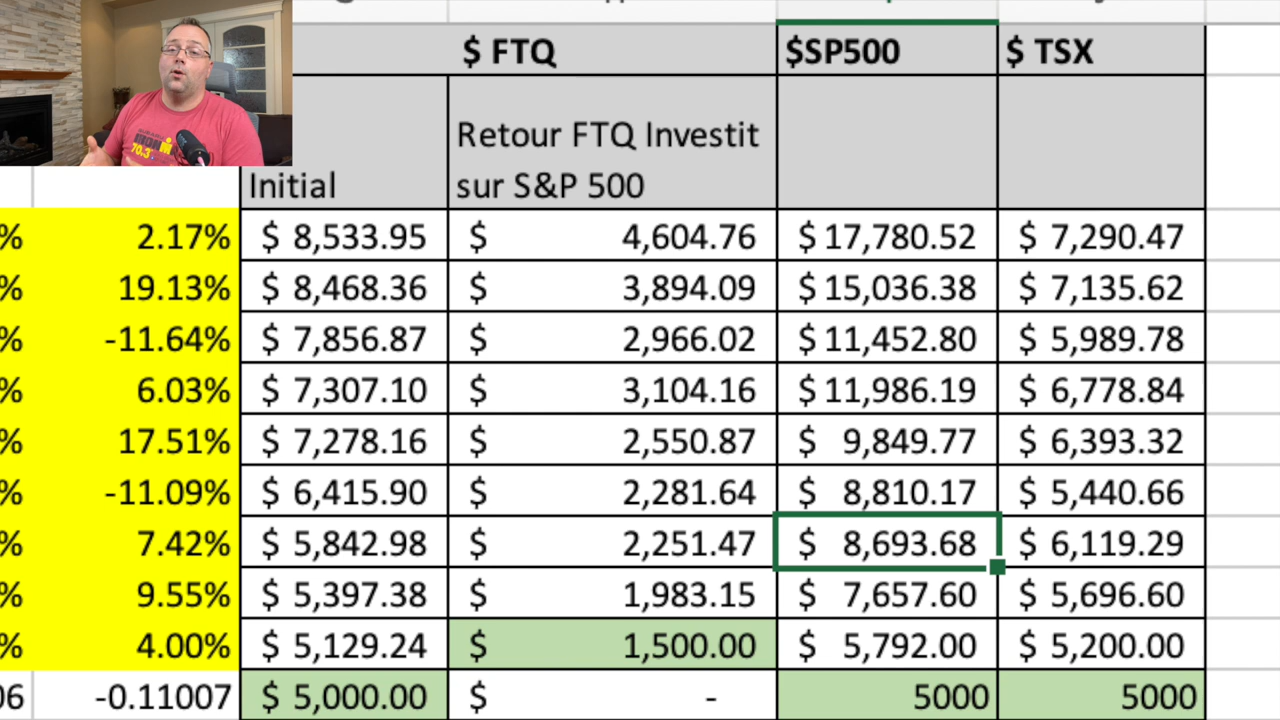 $ FTQ $SP500 $ TSX
Initial Retour FTQ Investit
sur S&P 500
% 2.17% $ 8,533.95 $ 4,604.76 $ 17,780.52 $ 7,290.47
% 19.13% $ 8,468.36 $ 3,894.09 $ 15,036.38 $ 7,135.62
% -11.64% $ 7,856.87 $ 2,966.02 $ 11,452.80 $ 5,989.78
% 6.03% $ 7,307.10 $ 3,104.16 $ 11,986.19 $ 6,778.84
% 17.51% $ 7,278.16 $ 2,550.87 $ 9,849.77 $ 6,393.32
% -11.09% $ 6,415.90 $ 2,281.64 $ 8,810.17 $ 5,440.66
% 7.42% $ 5,842.98 $ 2,251.47 $ 8,693.68 $ 6,119.29
% 9.55% $ 5,397.38 $ 1,983.15 $ 7,657.60 $ 5,696.60
% 4.00% $ 5,129.24 $ 1,500.00 $ 5,792.00 $ 5,200.00
06 -0.11007 $ 5,000.00 $ - 5000 5000
70.3